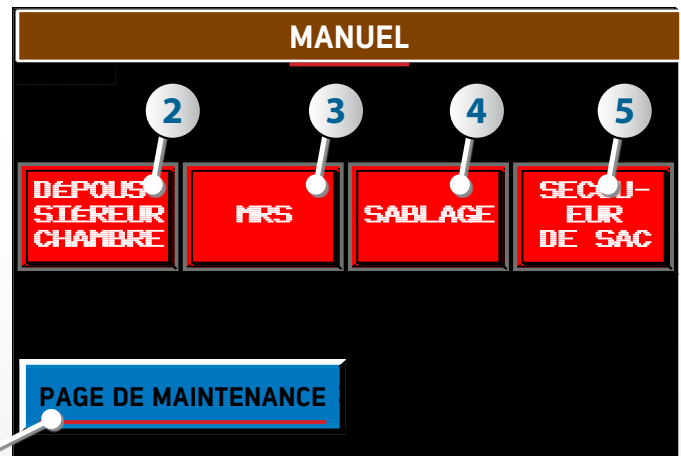 MANUEL
2
3
4
5
DÉPOUS-
SIÉREUR
CHAMBRE
MRS
SABLAGE
SECOU-
EUR
DE SAC
PAGE DE MAINTENANCE